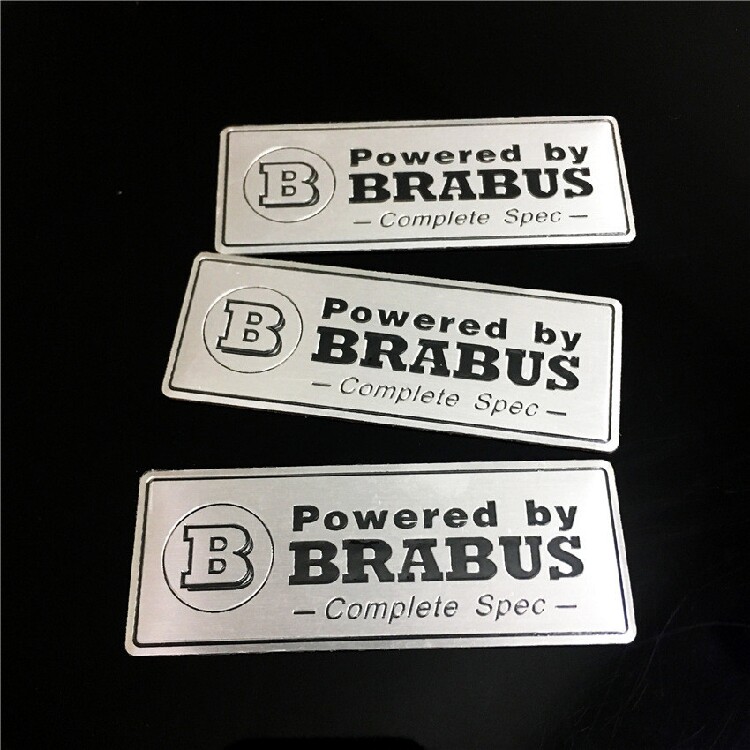 B
Powered by
BRABUS
— Complete Spec —
B
Powered by
BRABUS
— Complete Spec —
B
Powered by
BRABUS
— Complete Spec —